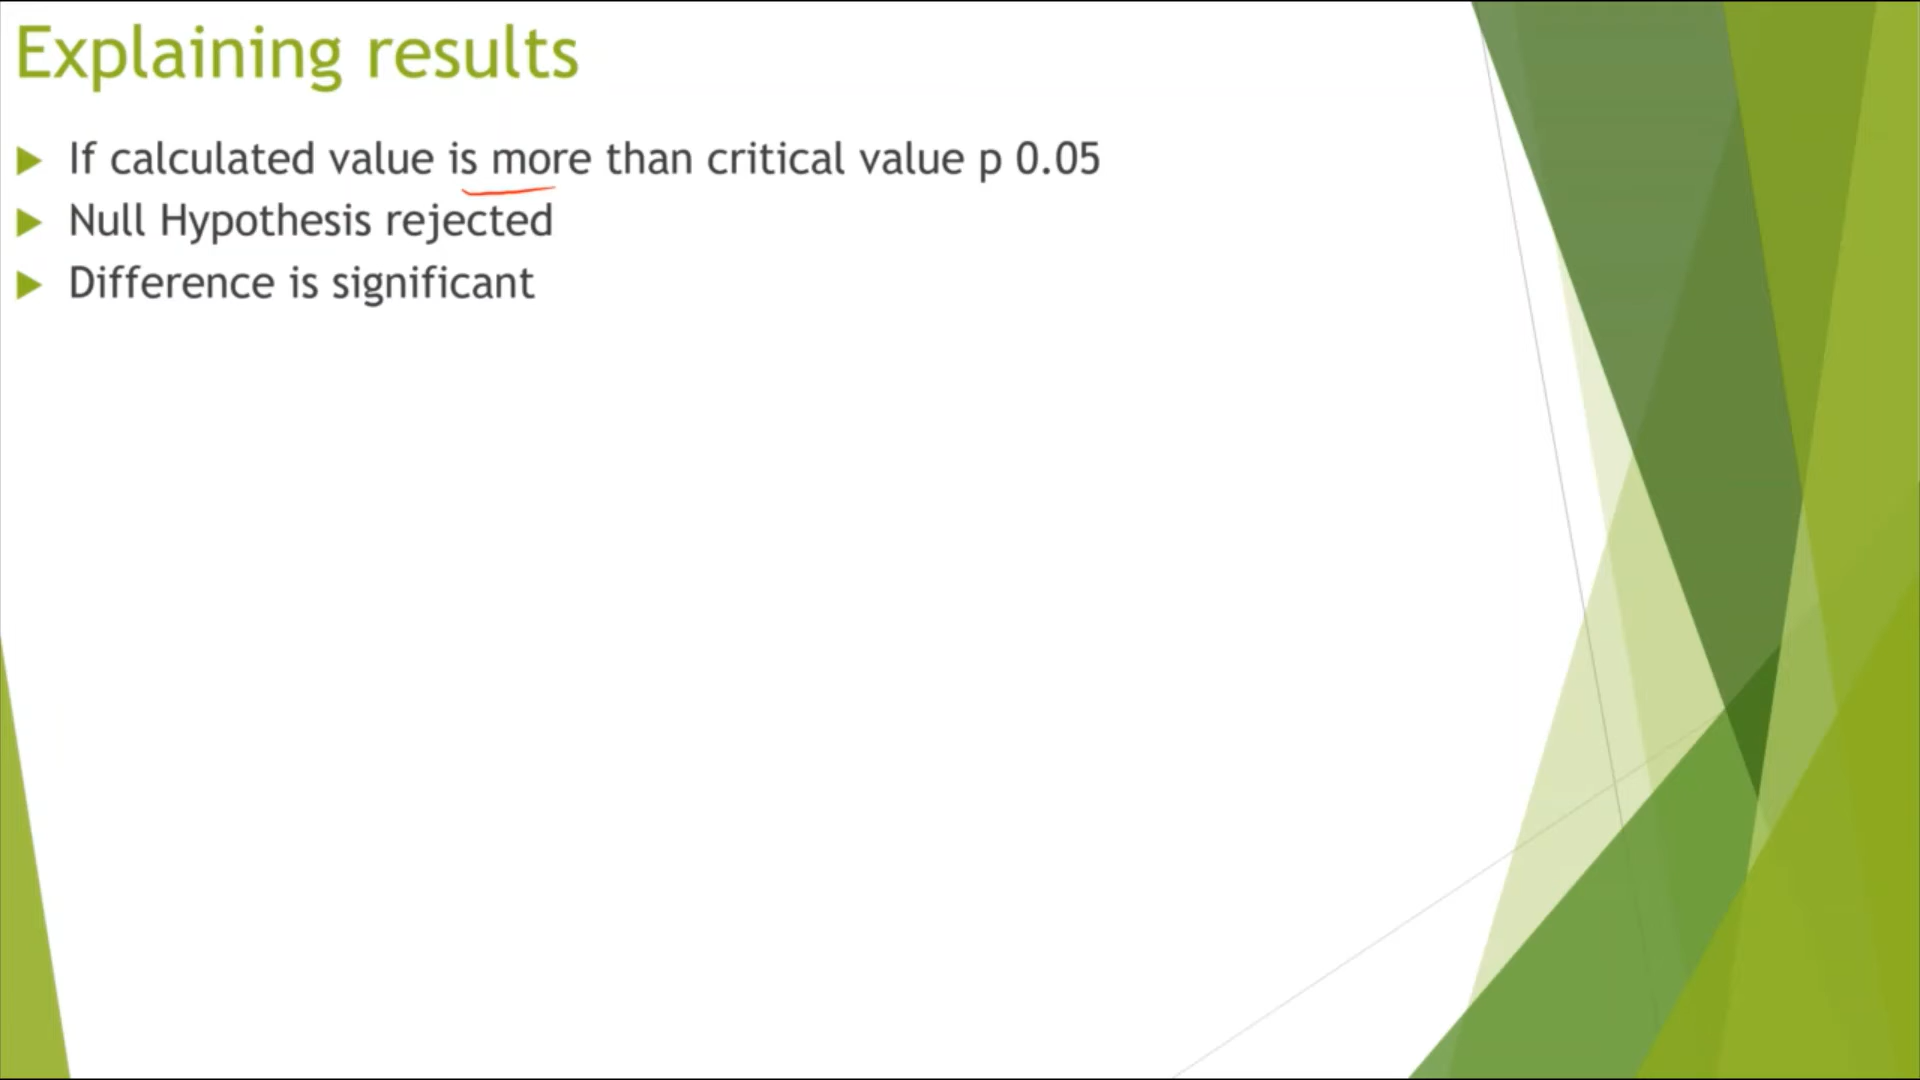 Explaining results
If calculated value is more than critical value p 0.05
Null Hypothesis rejected
Difference is significant